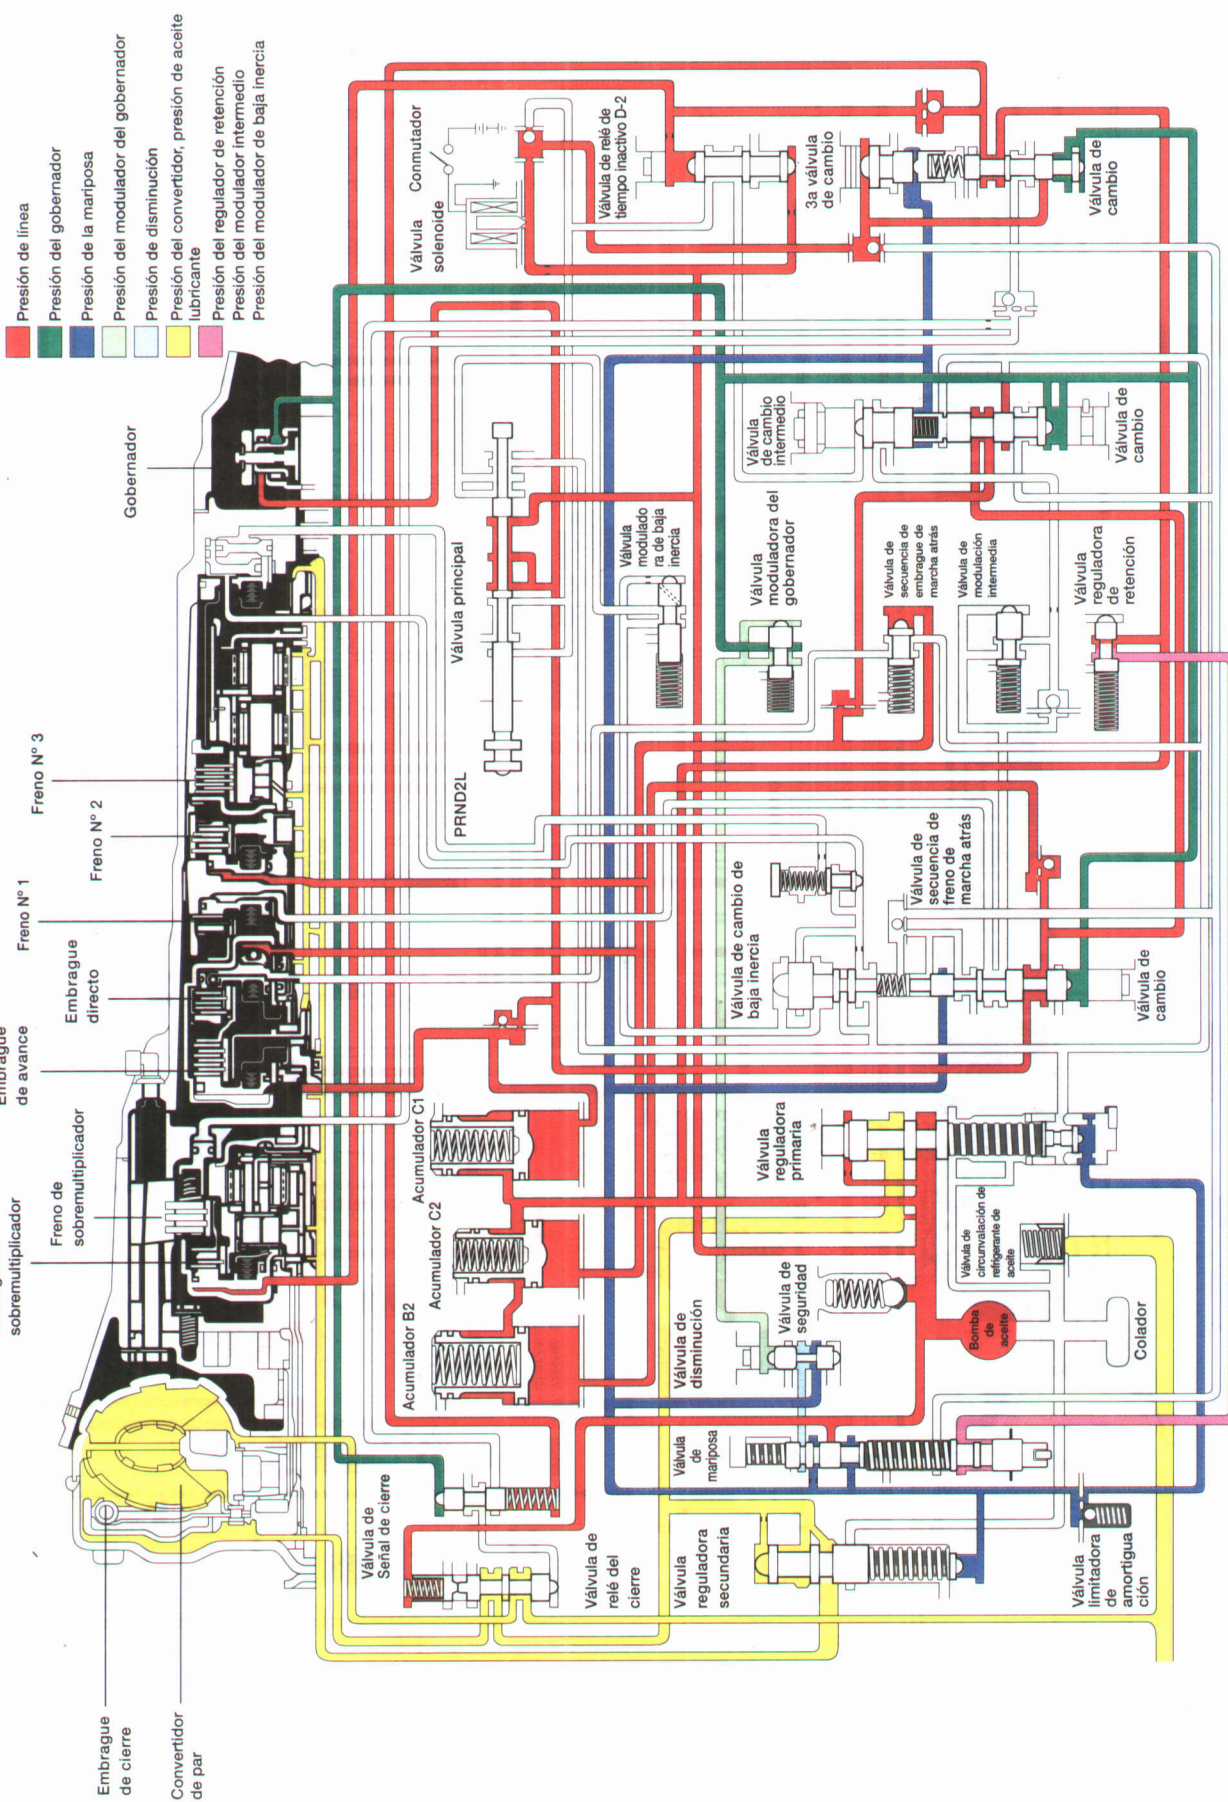 Presión de línea
Presión del gobernador
Presión de la mariposa
Presión del modulador del gobernador
Presión de disminución
Presión del convertidor, presión de aceite
lubricante
Presión del regulador de retención
Presión del modulador intermedio
Presión del modulador de baja inercia
Embrague
de cierre
Convertidor
de par
sobremultiplicador
Freno de
sobremultiplicador
Embrague
de avance
Embrague
directo
Freno Nº 1
Freno Nº 2
Freno Nº 3
Gobernador
Válvula de
Señal de cierre
Acumulador B2
Acumulador C2
Acumulador C1
PRND2L
Válvula principal
Válvula
solenoide
Conmutador
Válvula de
relé del
cierre
Válvula
modulado
ra de baja
inercia
Válvula de relé de
tiempo inactivo D-2
Válvula
reguladora
secundaria
Válvula
de
mariposa
Válvula de
disminución
Válvula de
seguridad
Válvula
reguladora
primaria
Válvula de cambio de
baja inercia
Válvula
moduladora del
gobernador
Válvula
de cambio
intermedio
3a válvula
de cambio
Válvula de
secuencia de
embrague de
marcha atrás
Válvula de
secuencia de
freno de
marcha atrás
Válvula de
modulación
intermedia
Válvula
reguladora
de
retención
Válvula de
circunvalación de
refrigerante de
aceite
Bomba
de
aceite
Colador
Válvula
limitadora
de
amortigua
ción
Válvula de
cambio
Válvula de
cambio
Válvula de
cambio